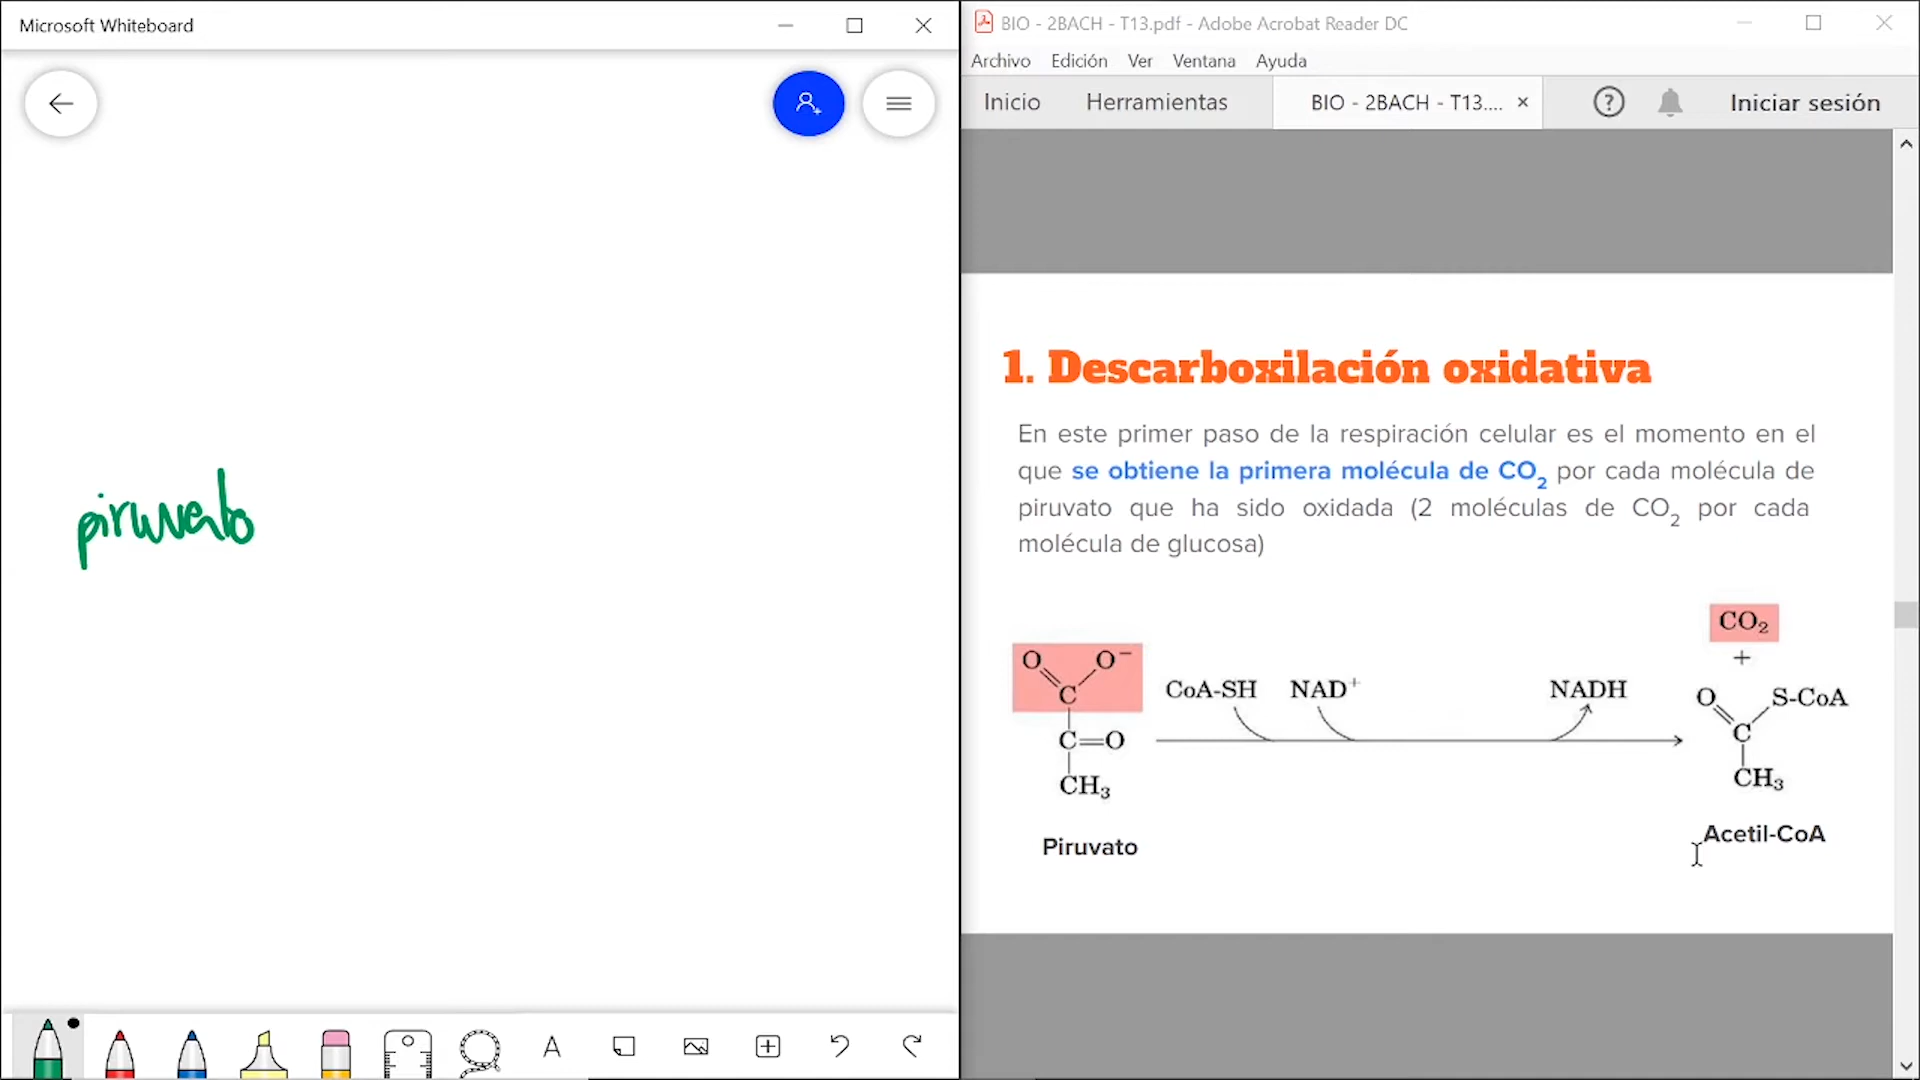 Microsoft Whiteboard
piruvato
A
BIO - 2BACH - T13.pdf - Adobe Acrobat Reader DC
Archivo Edición Ver Ventana Ayuda
Inicio Herramientas BIO - 2BACH - T13.... × ? Iniciar sesión
1. Descarboxilación oxidativa
En este primer paso de la respiración celular es el momento en el
que se obtiene la primera molécula de CO₂ por cada molécula de
piruvato que ha sido oxidada (2 moléculas de CO₂ por cada
molécula de glucosa)
CO₂
+
O O⁻
C
C=O
CH₃
CoA-SH NAD⁺ NADH
O S-CoA
C
CH₃
Piruvato
Acetil-CoA